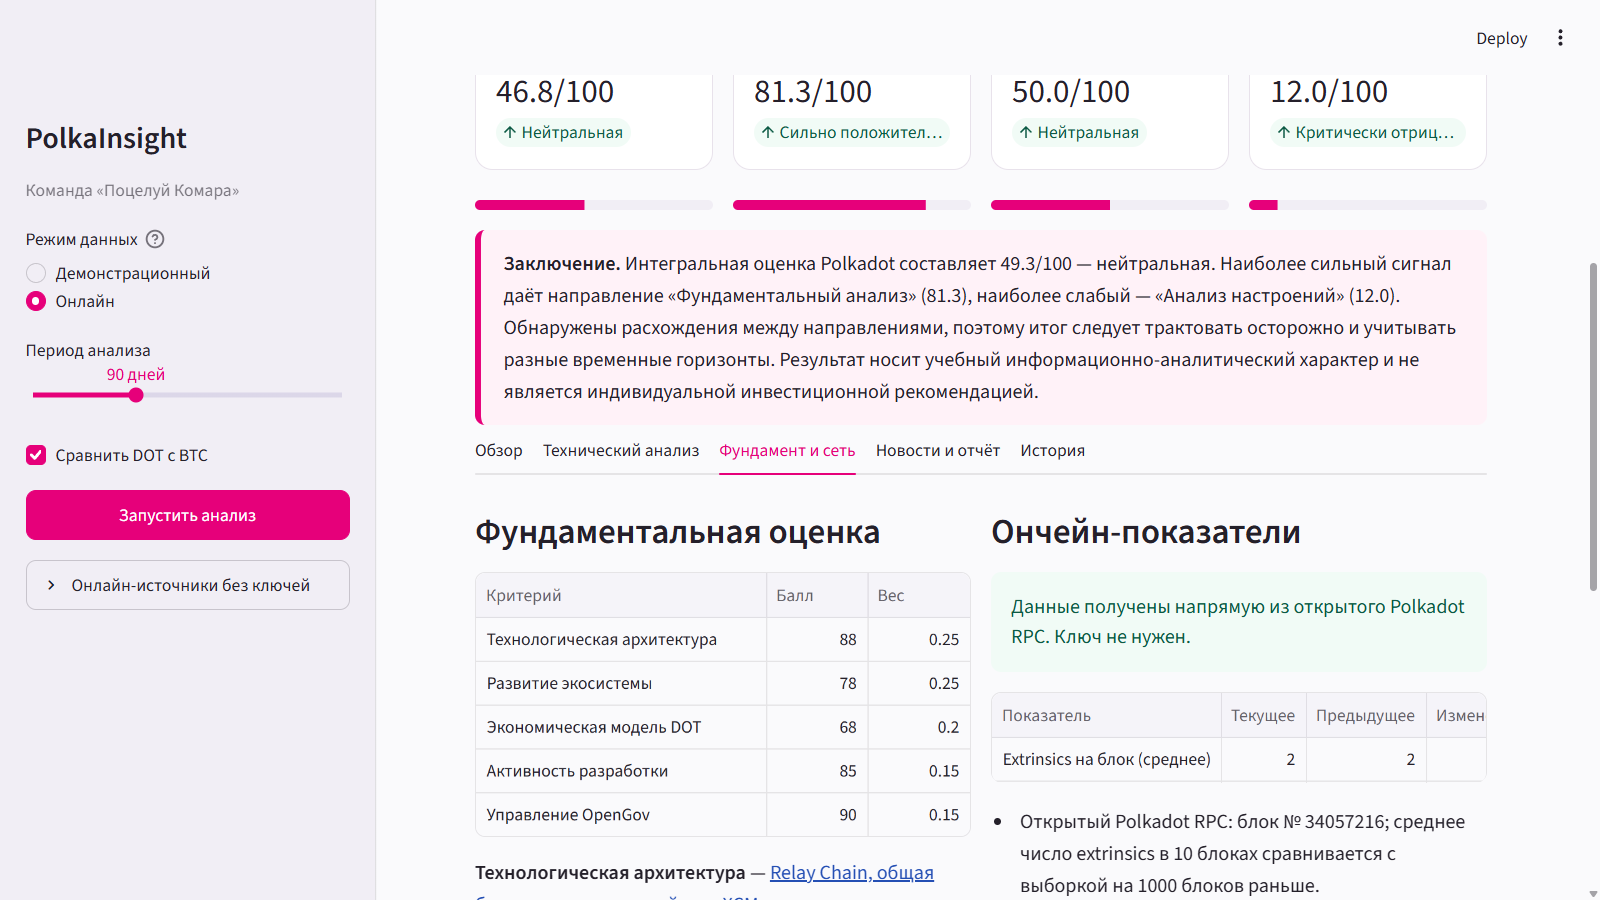 Deploy
PolkaInsight
Команда «Поцелуй Комара»
Режим данных
Демонстрационный
Онлайн
Период анализа
90 дней
Сравнить DOT с BTC
Запустить анализ
Онлайн-источники без ключей
46.8/100
Нейтральная
81.3/100
Сильно положител…
50.0/100
Нейтральная
12.0/100
Критически отриц…
Заключение. Интегральная оценка Polkadot составляет 49.3/100 — нейтральная. Наиболее сильный сигнал
даёт направление «Фундаментальный анализ» (81.3), наиболее слабый — «Анализ настроений» (12.0).
Обнаружены расхождения между направлениями, поэтому итог следует трактовать осторожно и учитывать
разные временные горизонты. Результат носит учебный информационно-аналитический характер и не
является индивидуальной инвестиционной рекомендацией.
Обзор Технический анализ Фундамент и сеть Новости и отчёт История
Фундаментальная оценка
Критерий Балл Вес
Технологическая архитектура 88 0.25
Развитие экосистемы 78 0.25
Экономическая модель DOT 68 0.2
Активность разработки 85 0.15
Управление OpenGov 90 0.15
Технологическая архитектура — Relay Chain, общая
Ончейн-показатели
Данные получены напрямую из открытого Polkadot
RPC. Ключ не нужен.
Показатель Текущее Предыдущее Измен
Extrinsics на блок (среднее) 2 2
Открытый Polkadot RPC: блок № 34057216; среднее
число extrinsics в 10 блоках сравнивается с
выборкой на 1000 блоков раньше.